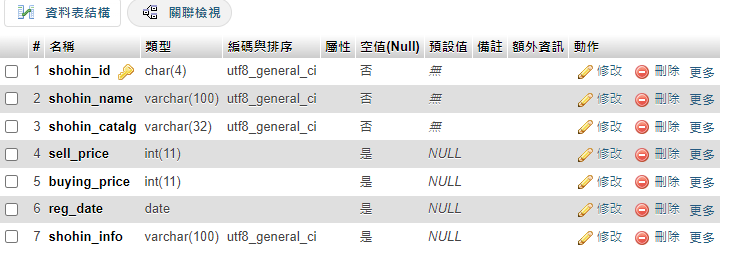 資料表結構 關聯檢視
# 名稱 類型 編碼與排序 屬性 空值(Null) 預設值 備註 額外資訊 動作
1 shohin_id char(4) utf8_general_ci 否 無 修改 刪除 更多
2 shohin_name varchar(100) utf8_general_ci 否 無 修改 刪除 更多
3 shohin_catalg varchar(32) utf8_general_ci 否 無 修改 刪除 更多
4 sell_price int(11) 是 NULL 修改 刪除 更多
5 buying_price int(11) 是 NULL 修改 刪除 更多
6 reg_date date 是 NULL 修改 刪除 更多
7 shohin_info varchar(100) utf8_general_ci 是 NULL 修改 刪除 更多